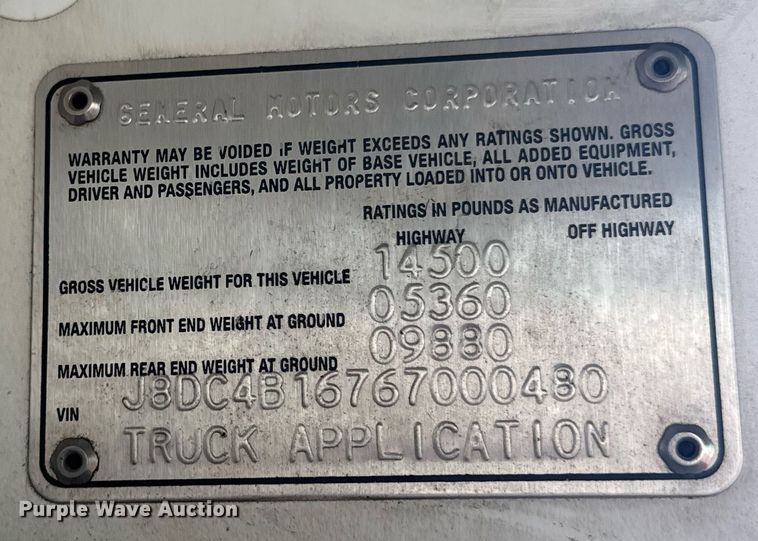 GENERAL MOTORS CORPORATION
WARRANTY MAY BE VOIDED IF WEIGHT EXCEEDS ANY RATINGS SHOWN. GROSS
VEHICLE WEIGHT INCLUDES WEIGHT OF BASE VEHICLE, ALL ADDED EQUIPMENT,
DRIVER AND PASSENGERS, AND ALL PROPERTY LOADED INTO OR ONTO VEHICLE.
RATINGS IN POUNDS AS MANUFACTURED
HIGHWAY OFF HIGHWAY
GROSS VEHICLE WEIGHT FOR THIS VEHICLE 14500
MAXIMUM FRONT END WEIGHT AT GROUND 05360
MAXIMUM REAR END WEIGHT AT GROUND 09880
VIN J8DC4B16767000480
TRUCK APPLICATION
Purple Wave Auction